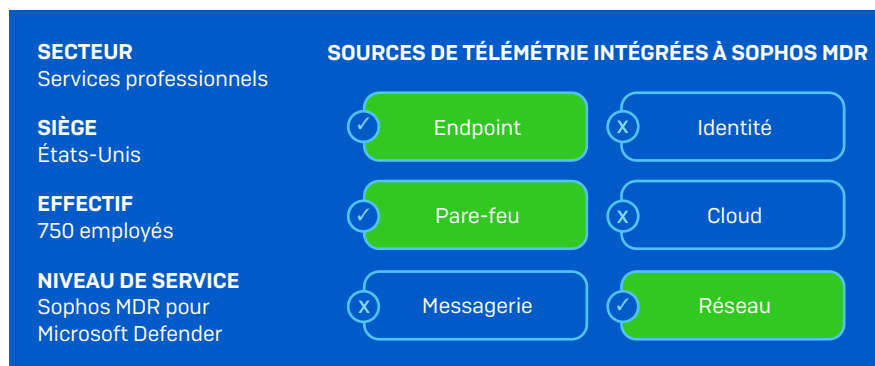 SECTEUR
Services professionnels
SIÈGE
États-Unis
EFFECTIF
750 employés
NIVEAU DE SERVICE
Sophos MDR pour
Microsoft Defender
SOURCES DE TÉLÉMÉTRIE INTÉGRÉES À SOPHOS MDR
✓ Endpoint
x Identité
✓ Pare-feu
x Cloud
x Messagerie
✓ Réseau